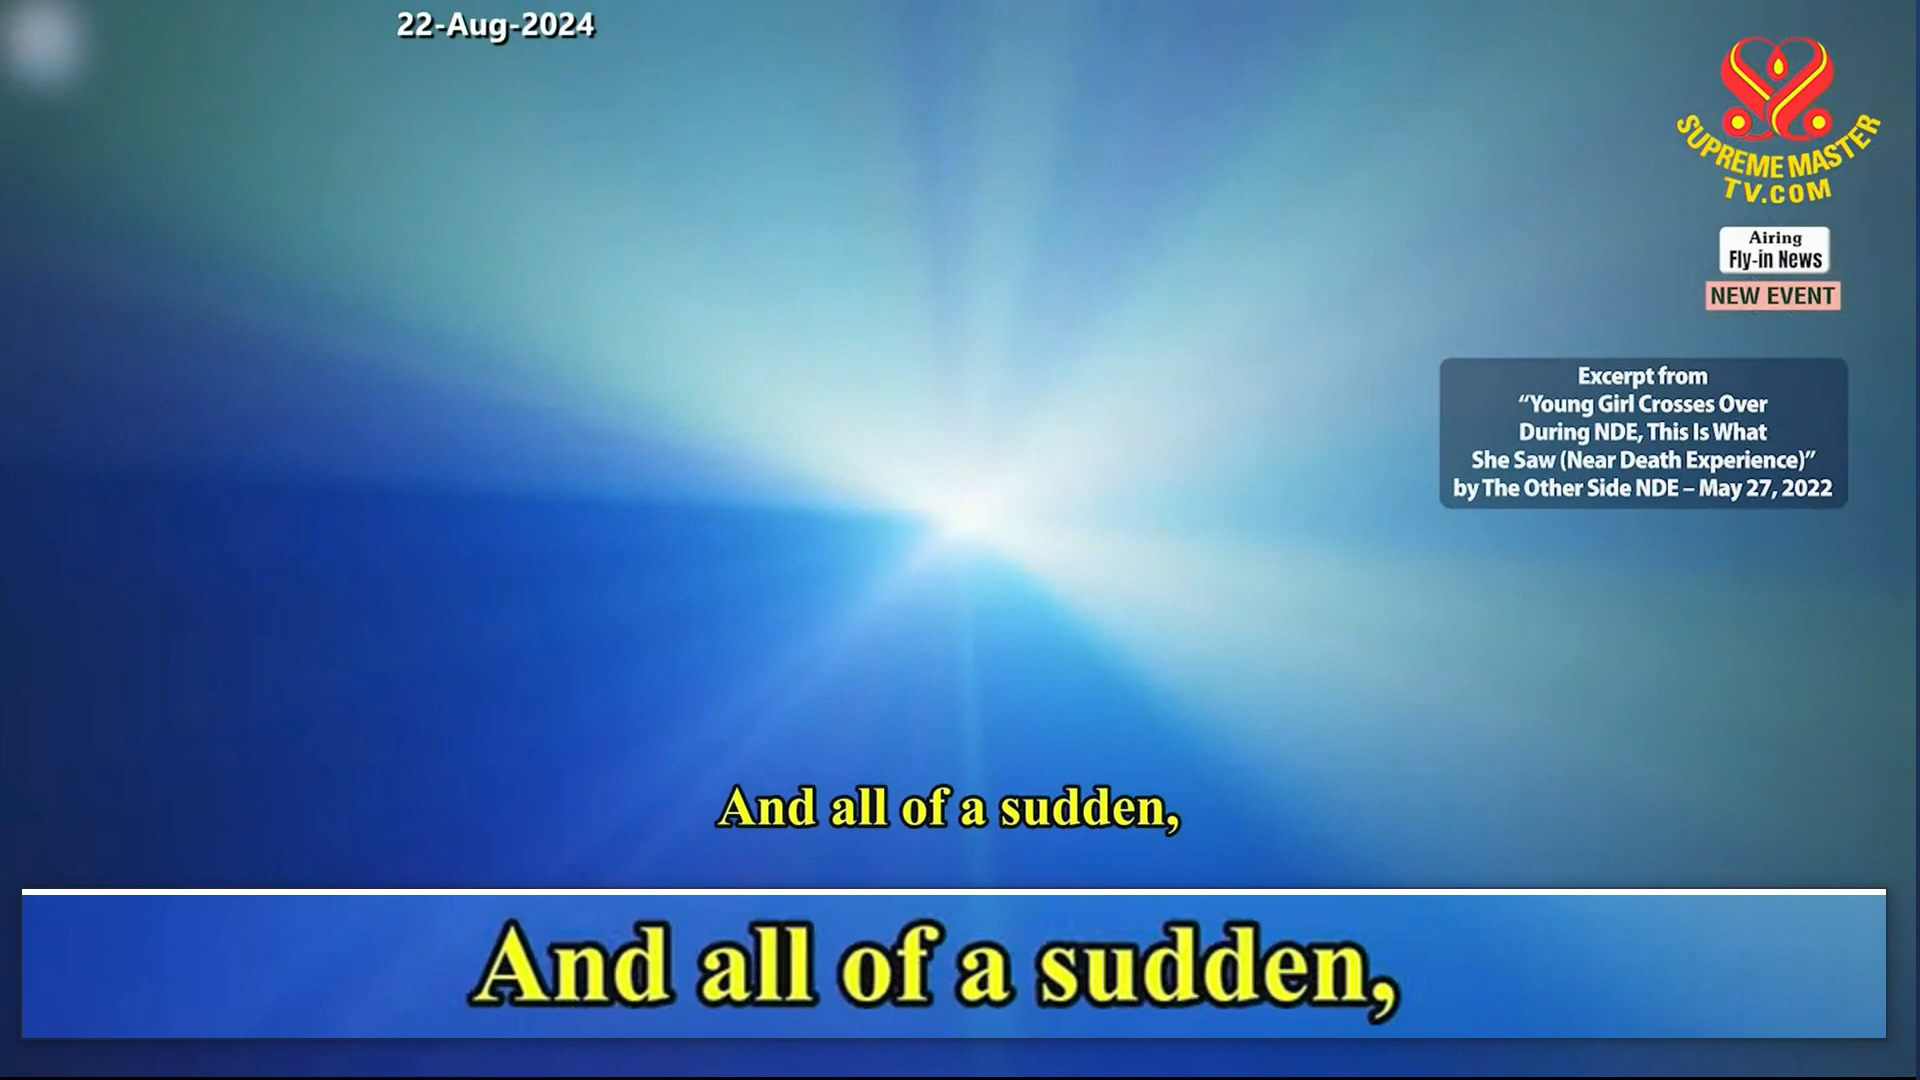 22-Aug-2024
SUPREME MASTER
TV.COM
Airing
Fly-in News
NEW EVENT
Excerpt from
“Young Girl Crosses Over
During NDE, This Is What
She Saw (Near Death Experience)”
by The Other Side NDE – May 27, 2022
And all of a sudden,
And all of a sudden,